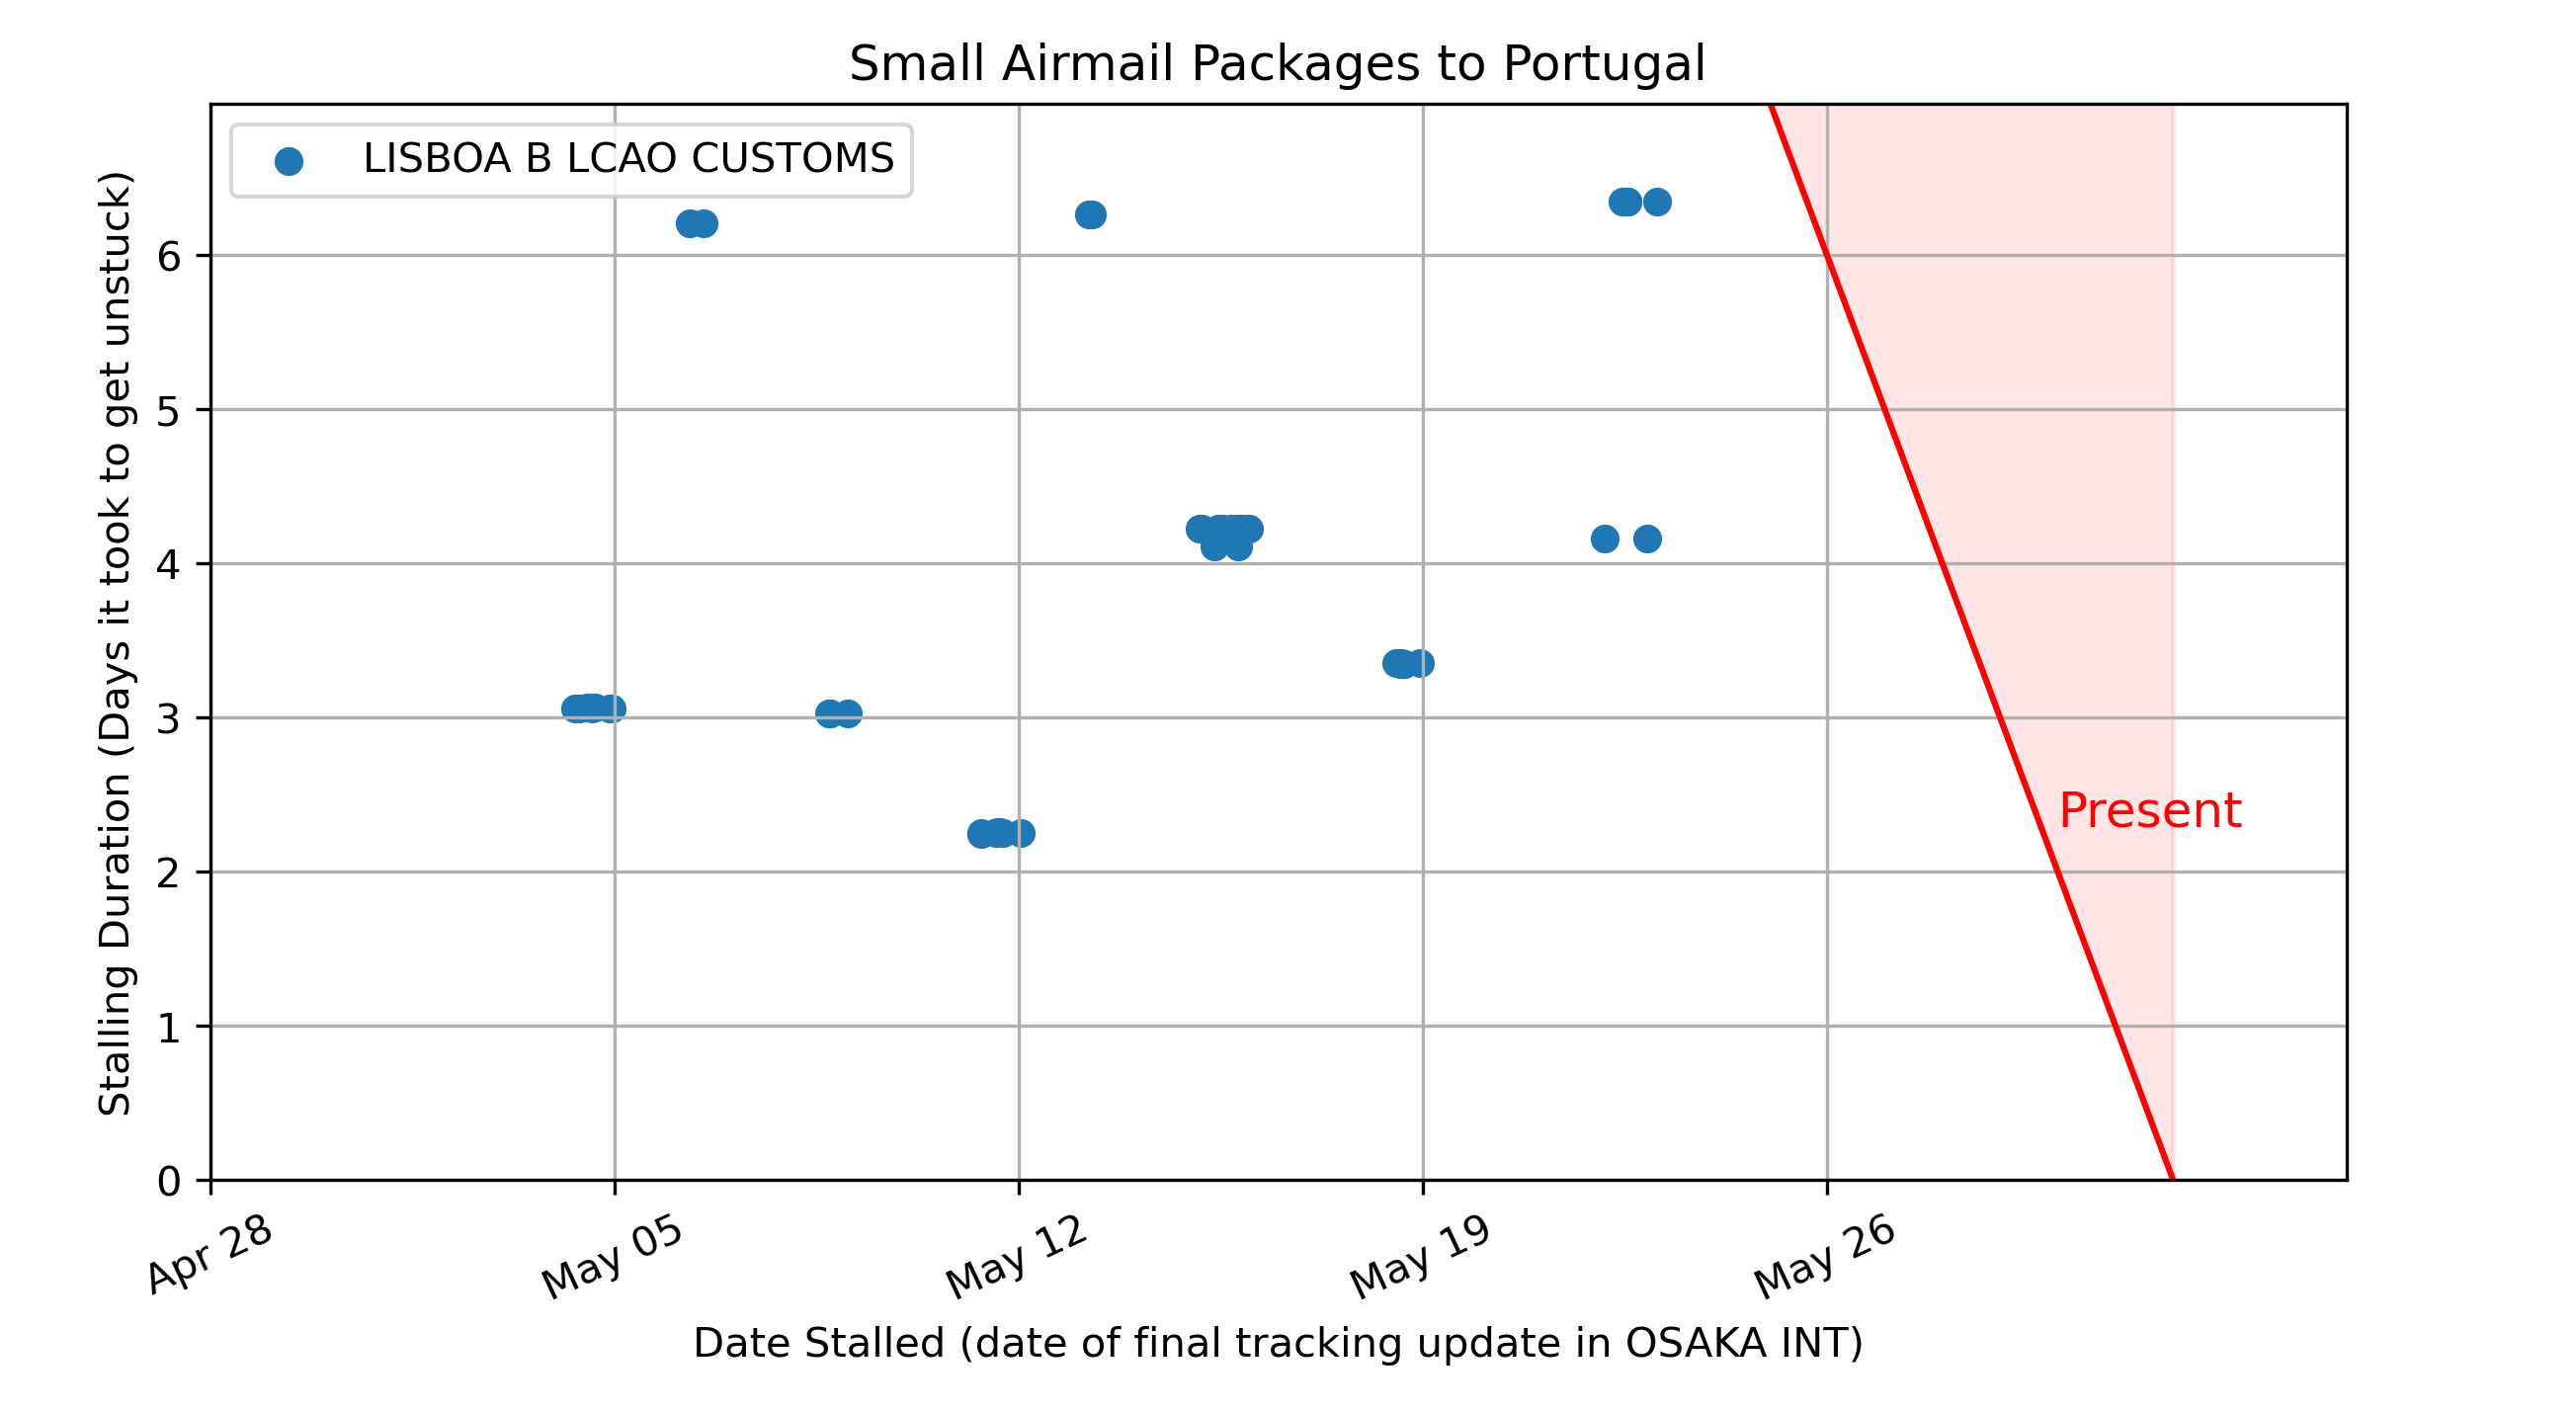 Small Airmail Packages to Portugal
LISBOA B LCAO CUSTOMS
Stalling Duration (Days it took to get unstuck)
6
5
4
3
2
1
0
Present
Apr 28
May 05
May 12
May 19
May 26
Date Stalled (date of final tracking update in OSAKA INT)